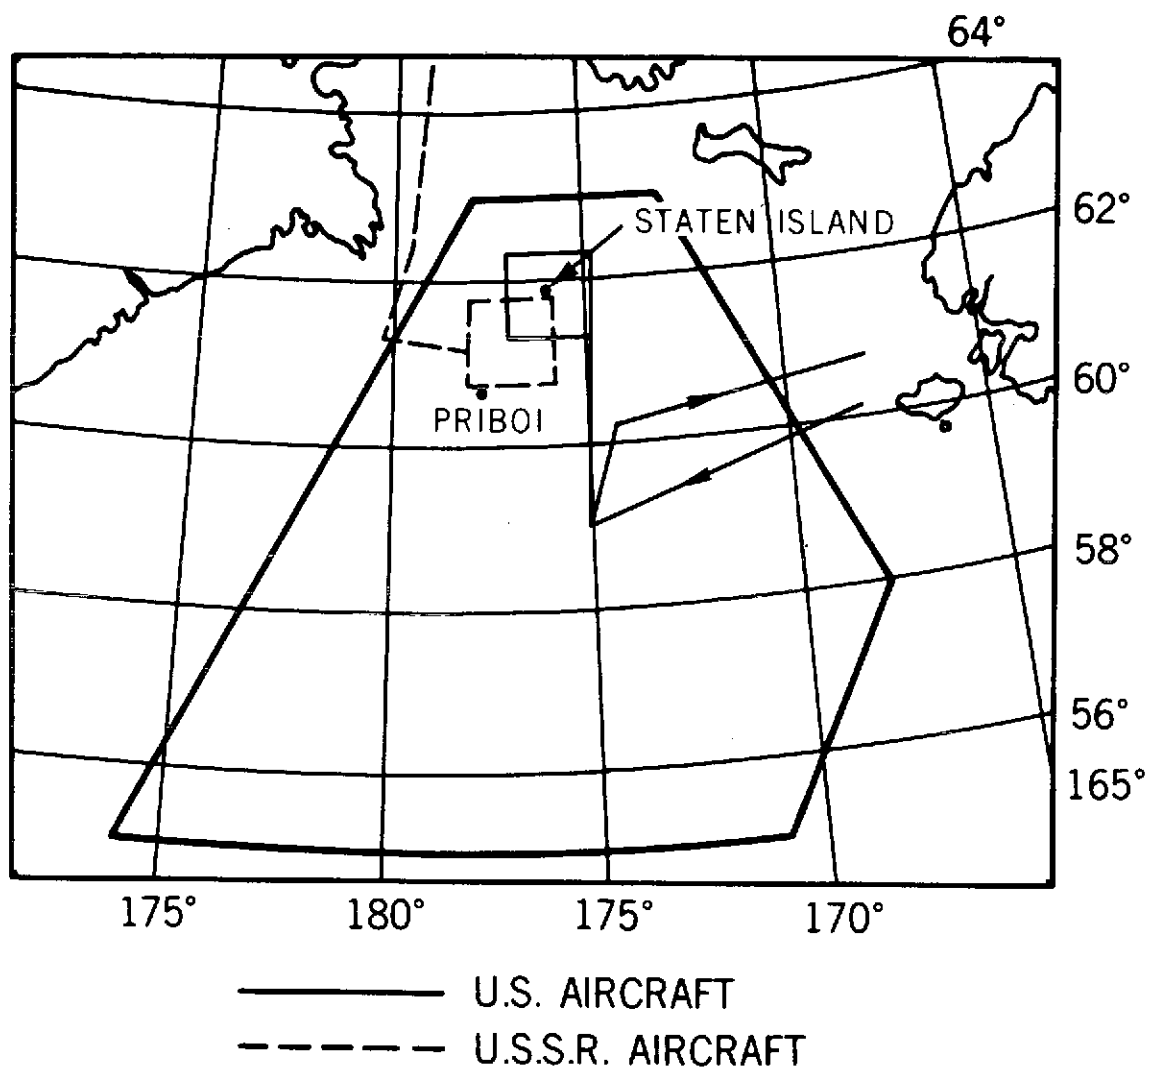 64°
62°
STATEN ISLAND
60°
PRIBOI
58°
56°
165°
175° 180° 175° 170°
U.S. AIRCRAFT
U.S.S.R. AIRCRAFT